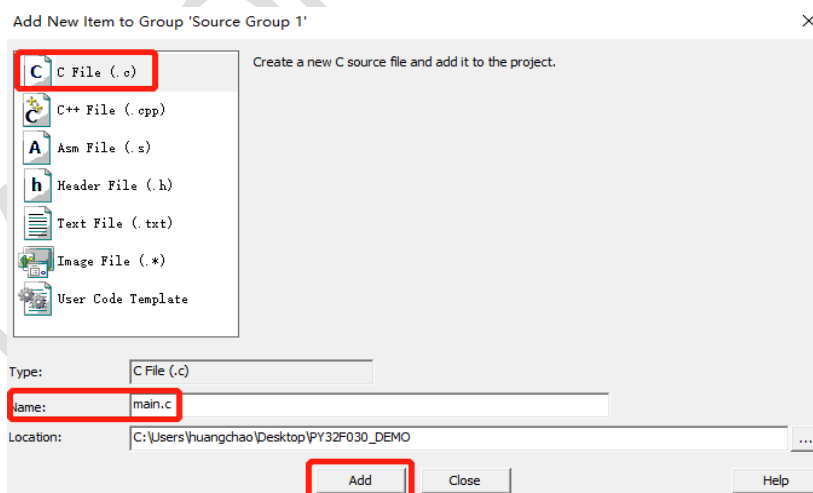 Add New Item to Group 'Source Group 1'
C File (.c)
Create a new C source file and add it to the project.
C++ File (.cpp)
Asm File (.s)
Header File (.h)
Text File (.txt)
Image File (.*)
User Code Template
Type: C File (.c)
Name: main.c
Location: C:\Users\huangchao\Desktop\PY32F030_DEMO ...
Add Close Help